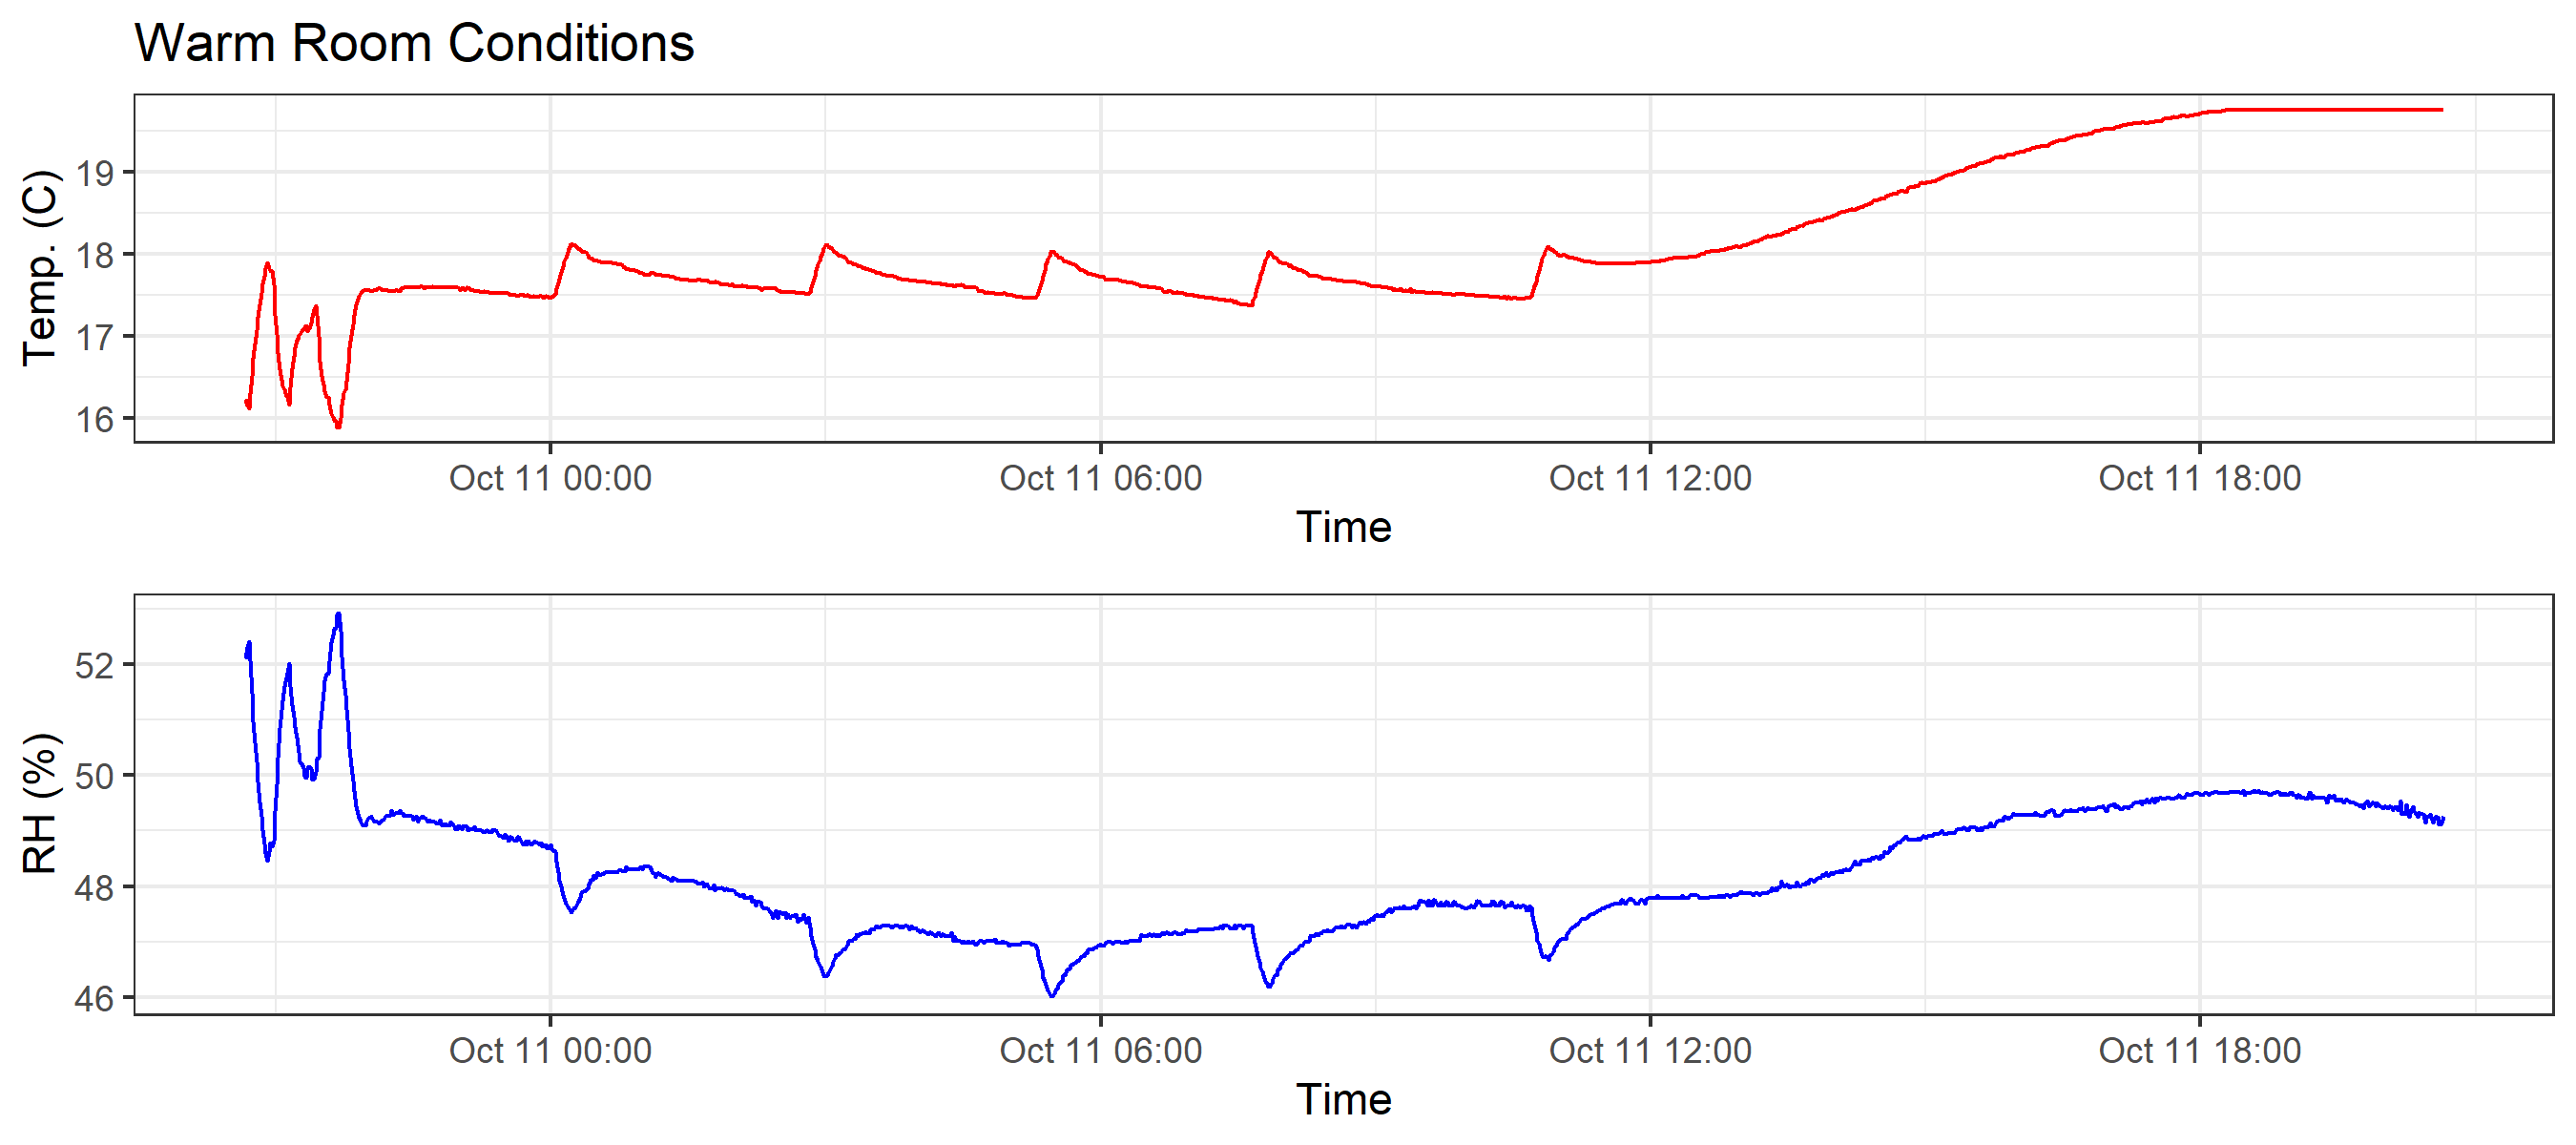 Warm Room Conditions
Temp. (C)
19
18
17
16
Oct 11 00:00 Oct 11 06:00 Oct 11 12:00 Oct 11 18:00
Time
RH (%)
52
50
48
46
Oct 11 00:00 Oct 11 06:00 Oct 11 12:00 Oct 11 18:00
Time